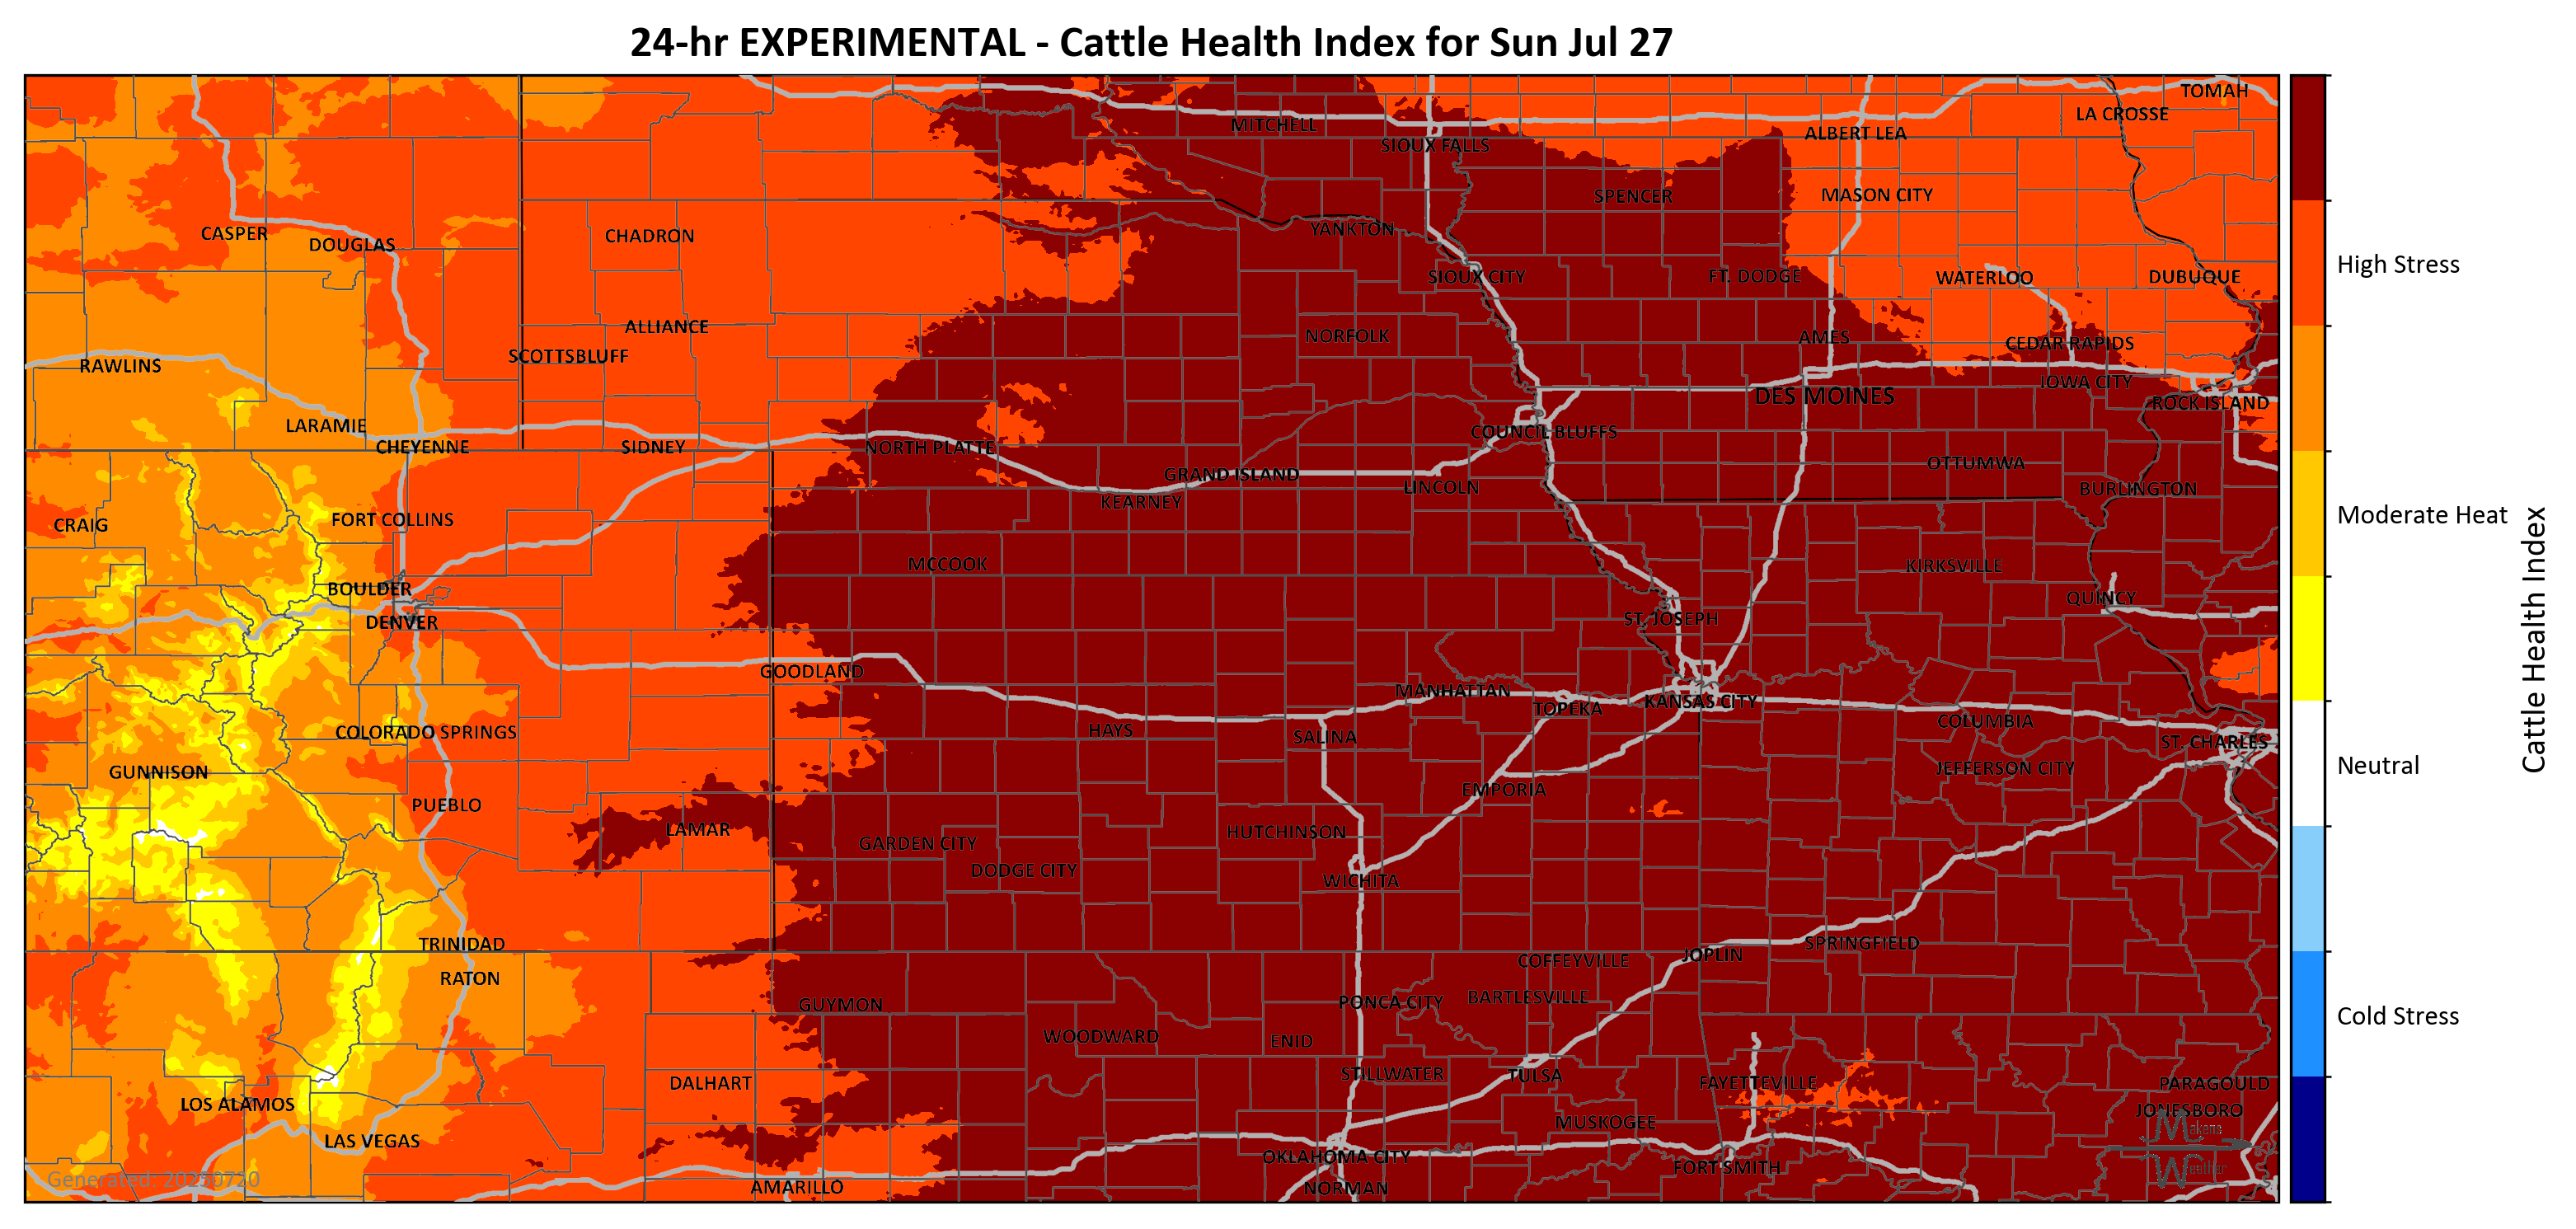 24-hr EXPERIMENTAL - Cattle Health Index for Sun Jul 27
TOMAH
LA CROSSE
MITCHELL
ALBERT LEA
SIOUX FALLS
SPENCER
MASON CITY
CASPER
DOUGLAS
CHADRON
YANKTON
SIOUX CITY
FT. DODGE
WATERLOO
DUBUQUE
High Stress
ALLIANCE
NORFOLK
AMES
CEDAR RAPIDS
SCOTTSBLUFF
RAWLINS
IOWA CITY
DES MOINES
ROCK ISLAND
LARAMIE
COUNCIL BLUFFS
CHEYENNE
SIDNEY
NORTH PLATTE
OTTUMWA
GRAND ISLAND
LINCOLN
BURLINGTON
KEARNEY
Moderate Heat
CRAIG
FORT COLLINS
MCCOOK
KIRKSVILLE
BOULDER
QUINCY
DENVER
ST. JOSEPH
Cattle Health Index
GOODLAND
MANHATTAN
TOPEKA
KANSAS CITY
COLUMBIA
COLORADO SPRINGS
HAYS
SALINA
ST. CHARLES
Neutral
GUNNISON
JEFFERSON CITY
EMPORIA
PUEBLO
LAMAR
HUTCHINSON
GARDEN CITY
DODGE CITY
WICHITA
TRINIDAD
SPRINGFIELD
JOPLIN
COFFEYVILLE
RATON
GUYMON
PONCA CITY
BARTLESVILLE
Cold Stress
WOODWARD
ENID
STILLWATER
TULSA
DALHART
FAYETTEVILLE
PARAGOULD
LOS ALAMOS
JONESBORO
MUSKOGEE
Makens
LAS VEGAS
OKLAHOMA CITY
FORT SMITH
Weather
Generated: 20250720
AMARILLO
NORMAN